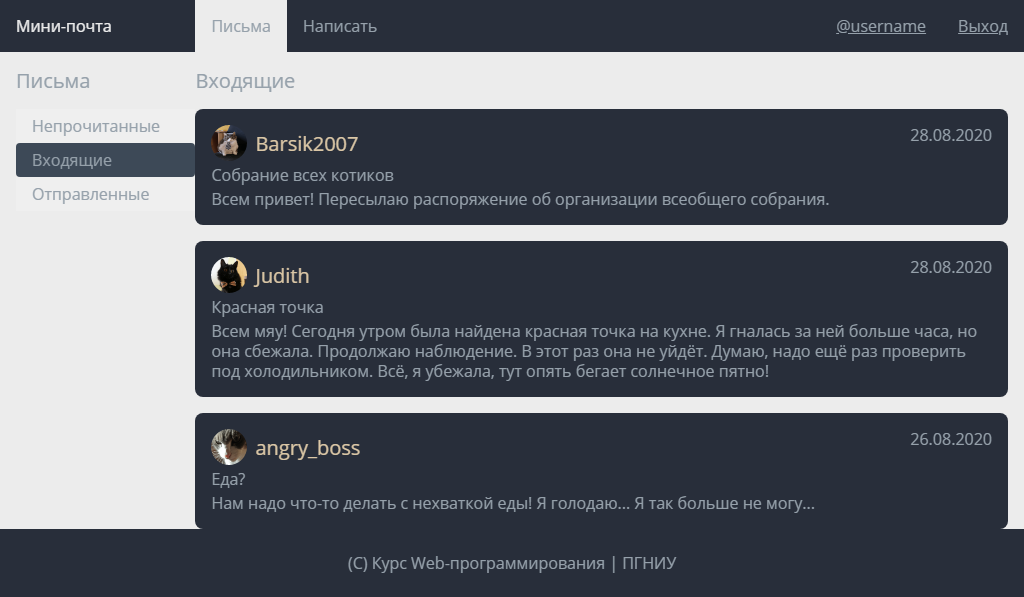 Мини-почта
Письма
Написать
@username
Выход
Письма
Непрочитанные
Входящие
Отправленные
Входящие
Barsik2007
28.08.2020
Собрание всех котиков
Всем привет! Пересылаю распоряжение об организации всеобщего собрания.
Judith
28.08.2020
Красная точка
Всем мяу! Сегодня утром была найдена красная точка на кухне. Я гналась за ней больше часа, но
она сбежала. Продолжаю наблюдение. В этот раз она не уйдёт. Думаю, надо ещё раз проверить
под холодильником. Всё, я убежала, тут опять бегает солнечное пятно!
angry_boss
26.08.2020
Еда?
Нам надо что-то делать с нехваткой еды! Я голодаю... Я так больше не могу...
(C) Курс Web-программирования | ПГНИУ